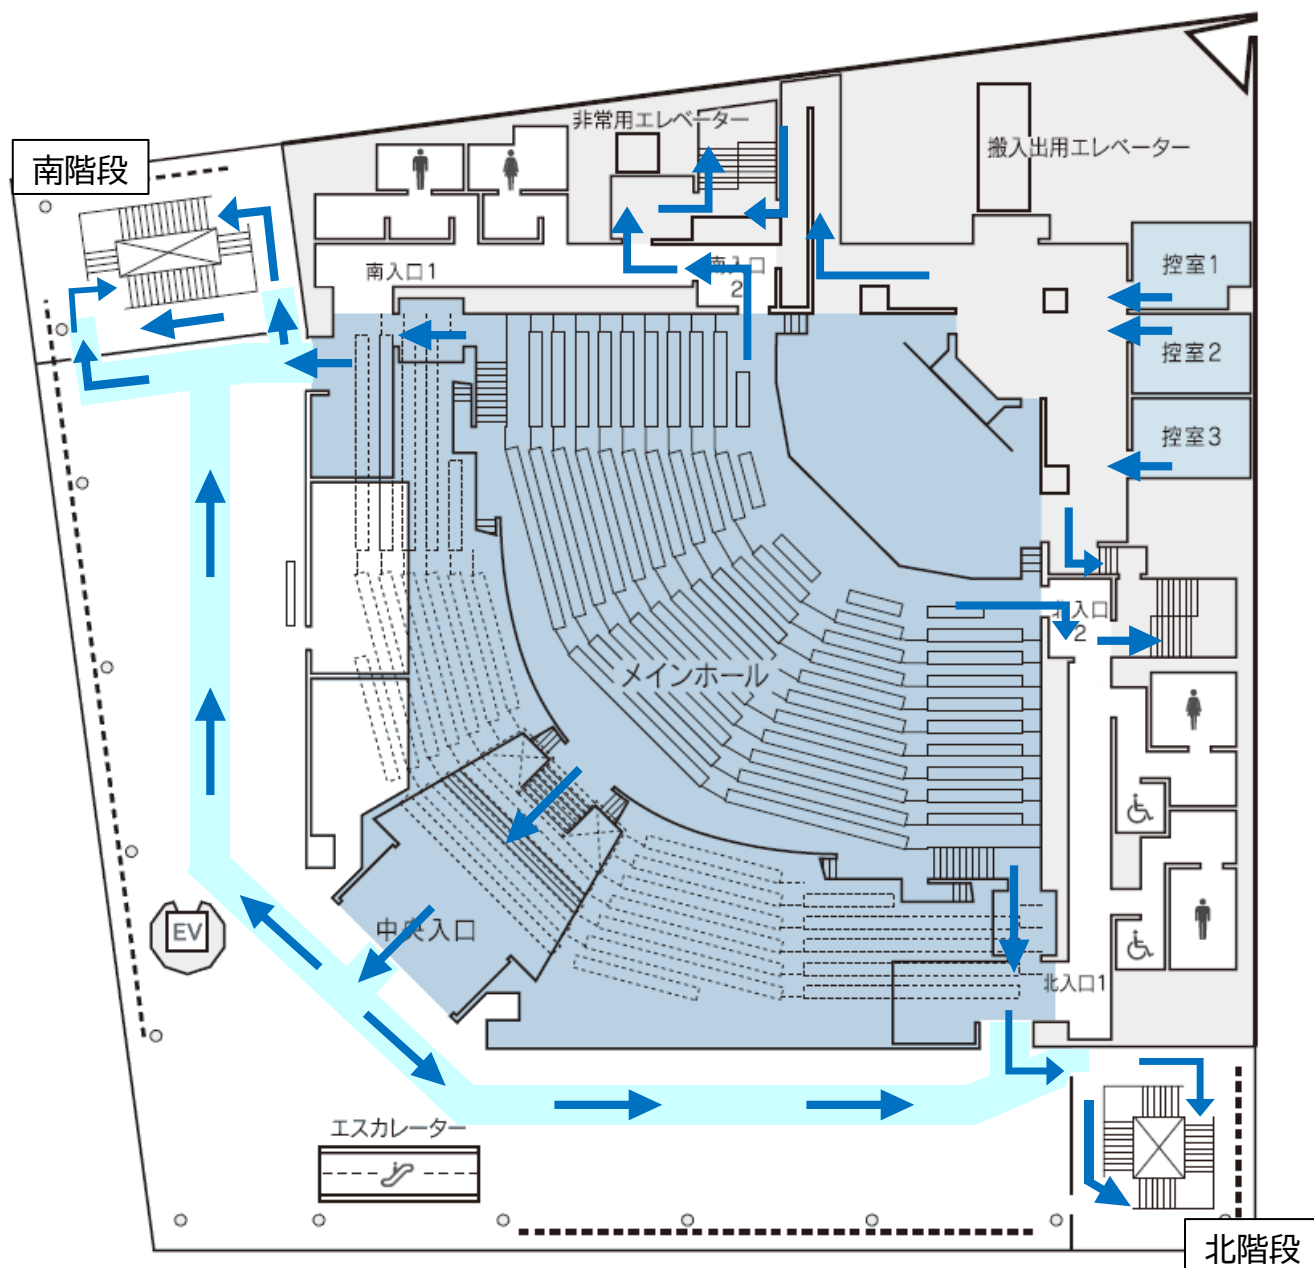 非常用エレベーター
搬入出用エレベーター
南階段
控室1
南入口1
南入口
2
控室2
控室3
北入口
2
メインホール
中央入口
EV
北入口1
エスカレーター
北階段